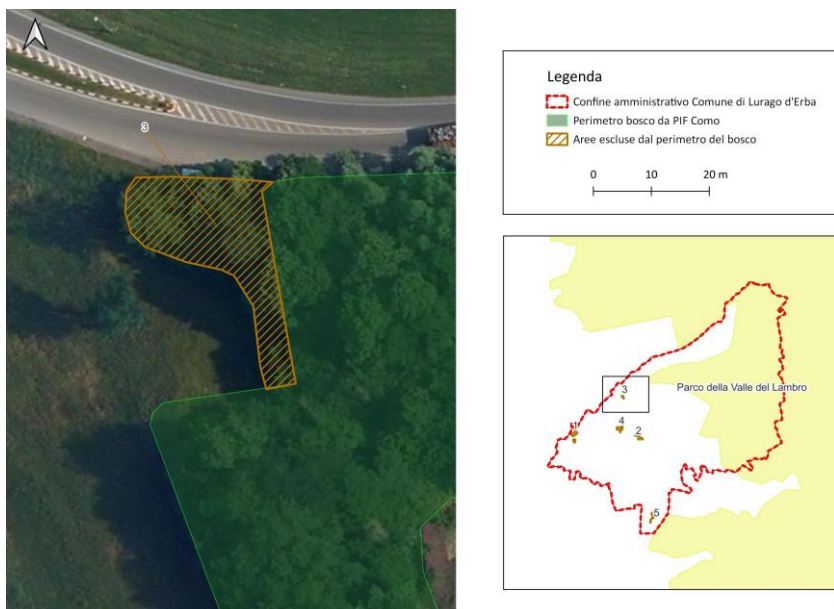 3
Legenda
Confine amministrativo Comune di Lurago d'Erba
Perimetro bosco da PIF Como
Aree escluse dal perimetro del bosco
0 10 20 m
3
Parco della Valle del Lambro
1
4
2
5